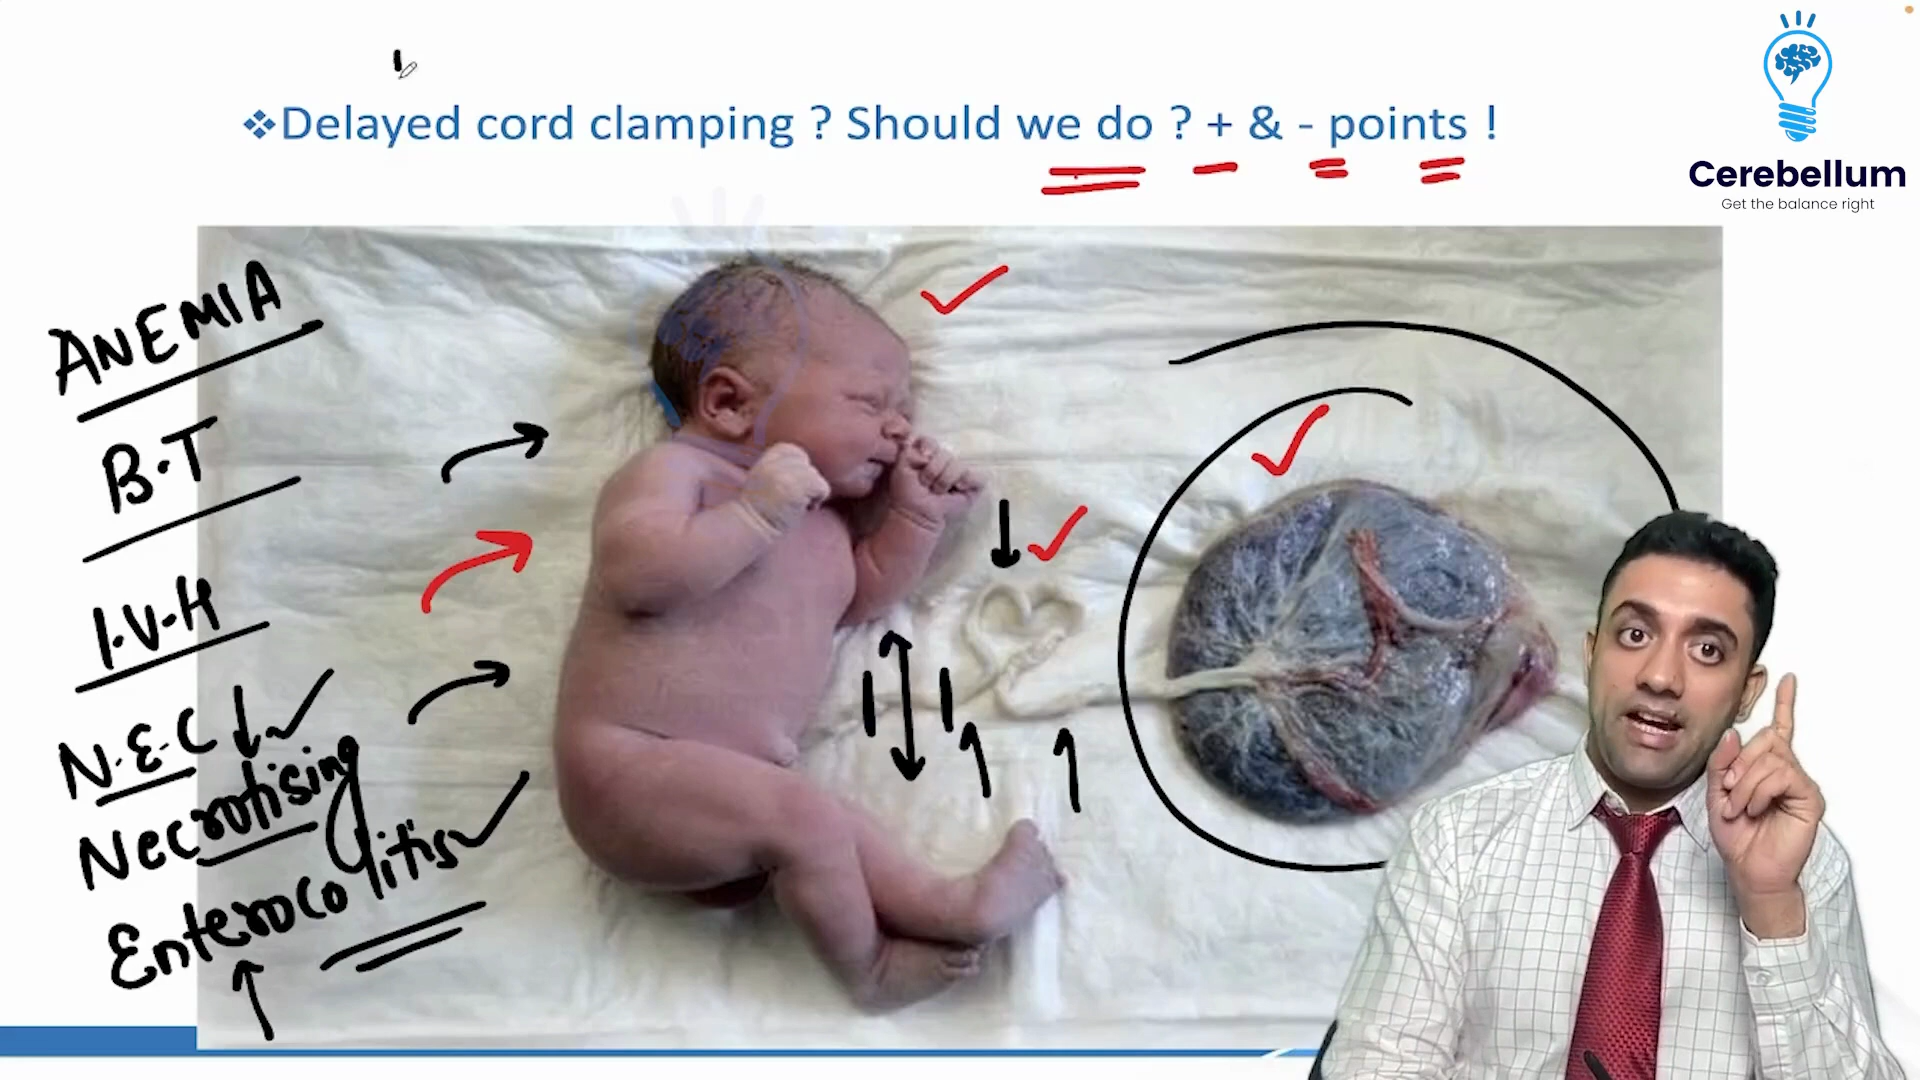 ❖Delayed cord clamping ? Should we do ? + & - points !
Cerebellum
Get the balance right
ANEMIA
B.T
I.V.H
N.E.C ↓✓
Necrotising
Enterocolitis